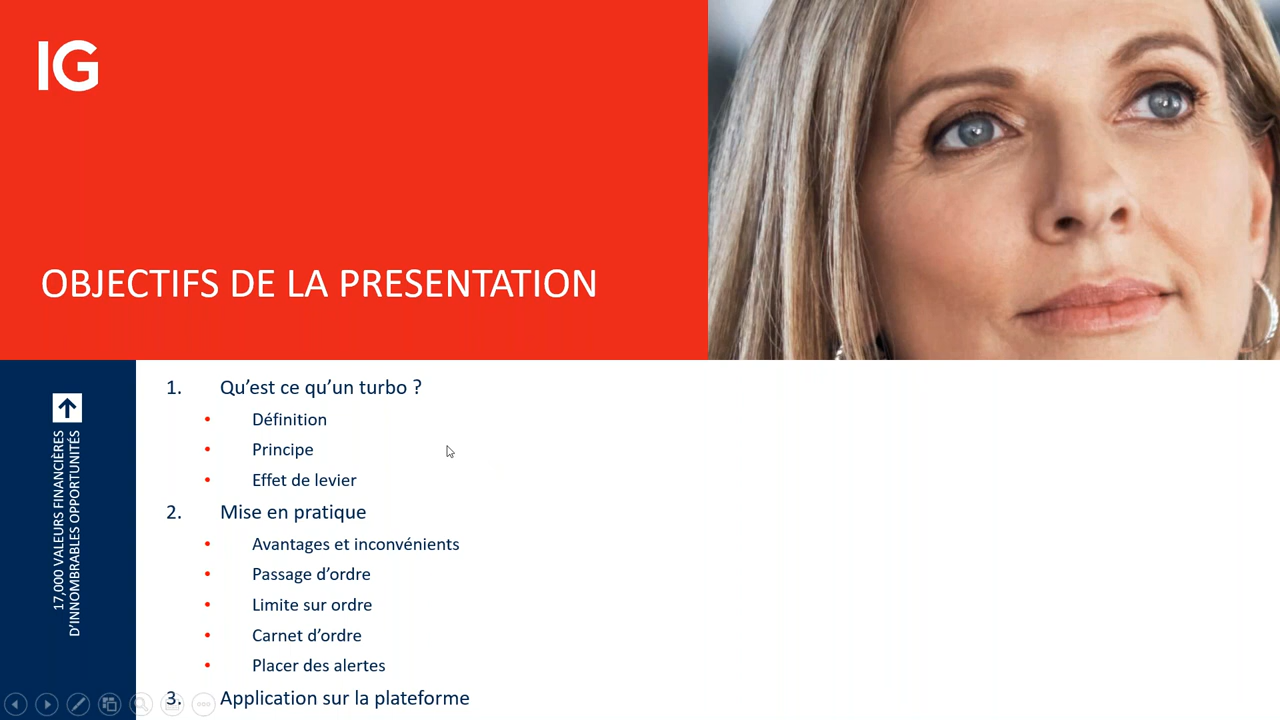 IG
OBJECTIFS DE LA PRESENTATION
17,000 VALEURS FINANCIÈRES
D'INNOMBRABLES OPPORTUNITÉS
1. Qu'est ce qu'un turbo ?
• Définition
• Principe
• Effet de levier
2. Mise en pratique
• Avantages et inconvénients
• Passage d'ordre
• Limite sur ordre
• Carnet d'ordre
• Placer des alertes
3. Application sur la plateforme